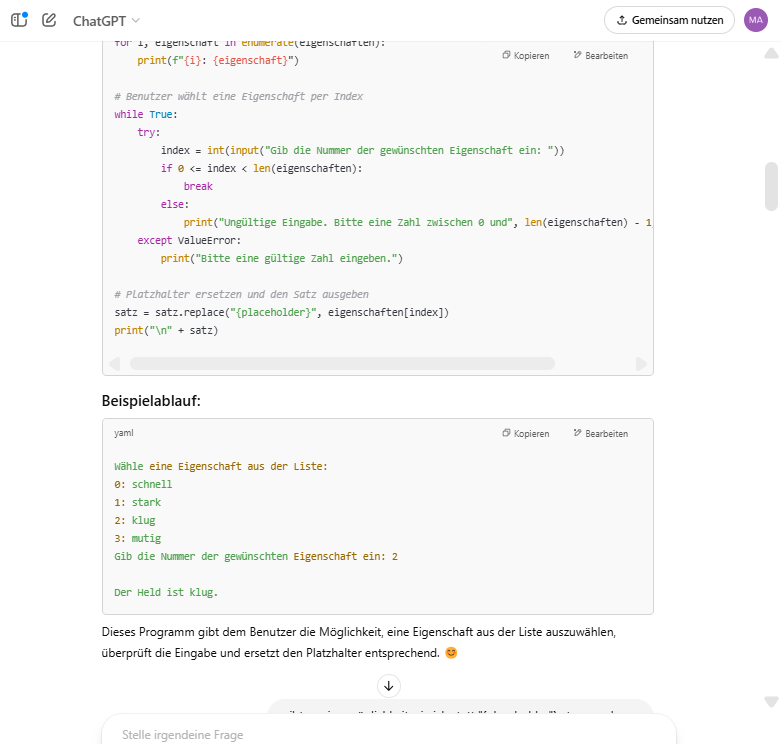 ChatGPT
Gemeinsam nutzen
MA
for i, eigenschaft in enumerate(eigenschaften):
Kopieren
Bearbeiten
print(f"{i}: {eigenschaft}")
# Benutzer wählt eine Eigenschaft per Index
while True:
try:
index = int(input("Gib die Nummer der gewünschten Eigenschaft ein: "))
if 0 <= index < len(eigenschaften):
break
else:
print("Ungültige Eingabe. Bitte eine Zahl zwischen 0 und", len(eigenschaften) - 1
except ValueError:
print("Bitte eine gültige Zahl eingeben.")
# Platzhalter ersetzen und den Satz ausgeben
satz = satz.replace("{placeholder}", eigenschaften[index])
print("\n" + satz)
Beispielablauf:
yaml
Kopieren
Bearbeiten
Wähle eine Eigenschaft aus der Liste:
0: schnell
1: stark
2: klug
3: mutig
Gib die Nummer der gewünschten Eigenschaft ein: 2
Der Held ist klug.
Dieses Programm gibt dem Benutzer die Möglichkeit, eine Eigenschaft aus der Liste auszuwählen,
überprüft die Eingabe und ersetzt den Platzhalter entsprechend. 😊
Stelle irgendeine Frage